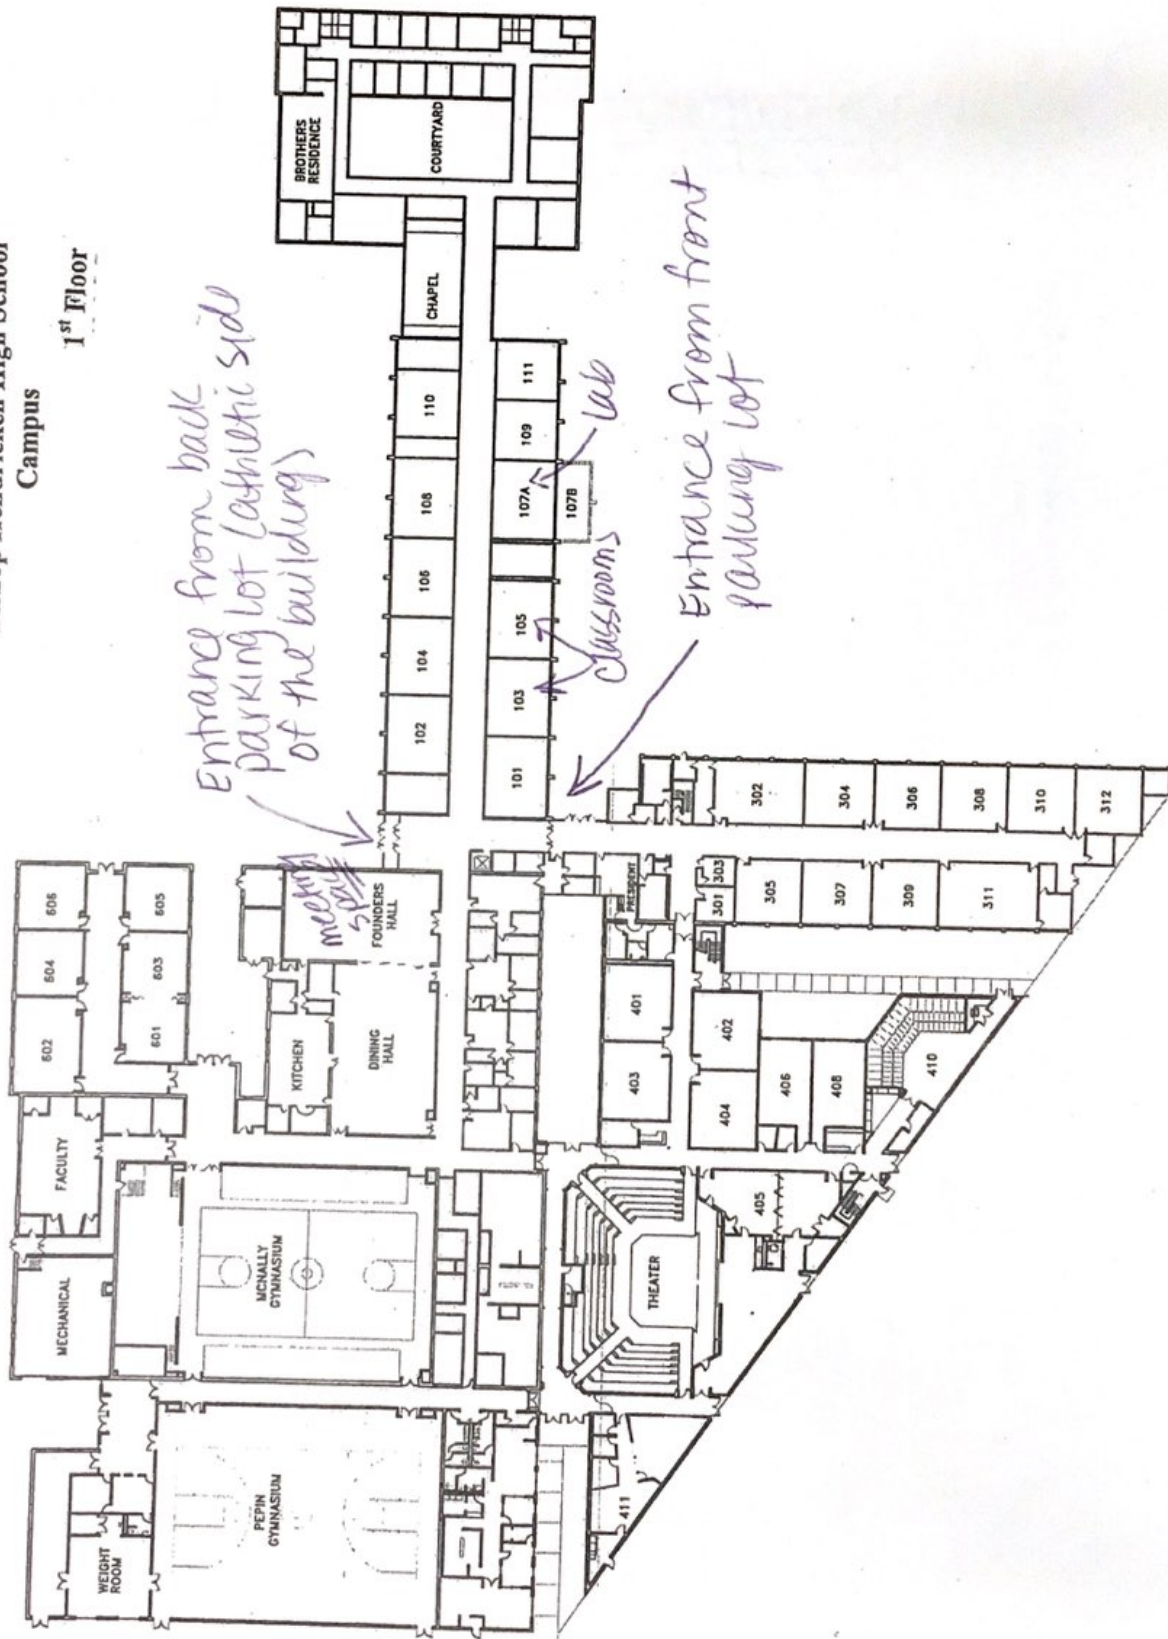 Campus
1st Floor
Entrance from back
parking lot (athletic side
of the building)
meeting
space
Entrance from front
parking lot
Lab
Classrooms
BROTHERS
RESIDENCE
COURTYARD
CHAPEL
110
108
106
104
102
111
109
107A
107B
105
103
101
606
604
602
605
603
601
FOUNDERS
HALL
KITCHEN
DINING
HALL
FACULTY
MECHANICAL
MCNALLY
GYMNASIUM
PEPIN
GYMNASIUM
WEIGHT
ROOM
PRESIDENT
302
304
306
308
310
312
301
303
305
307
309
311
401
403
402
404
406
408
410
405
THEATER
411